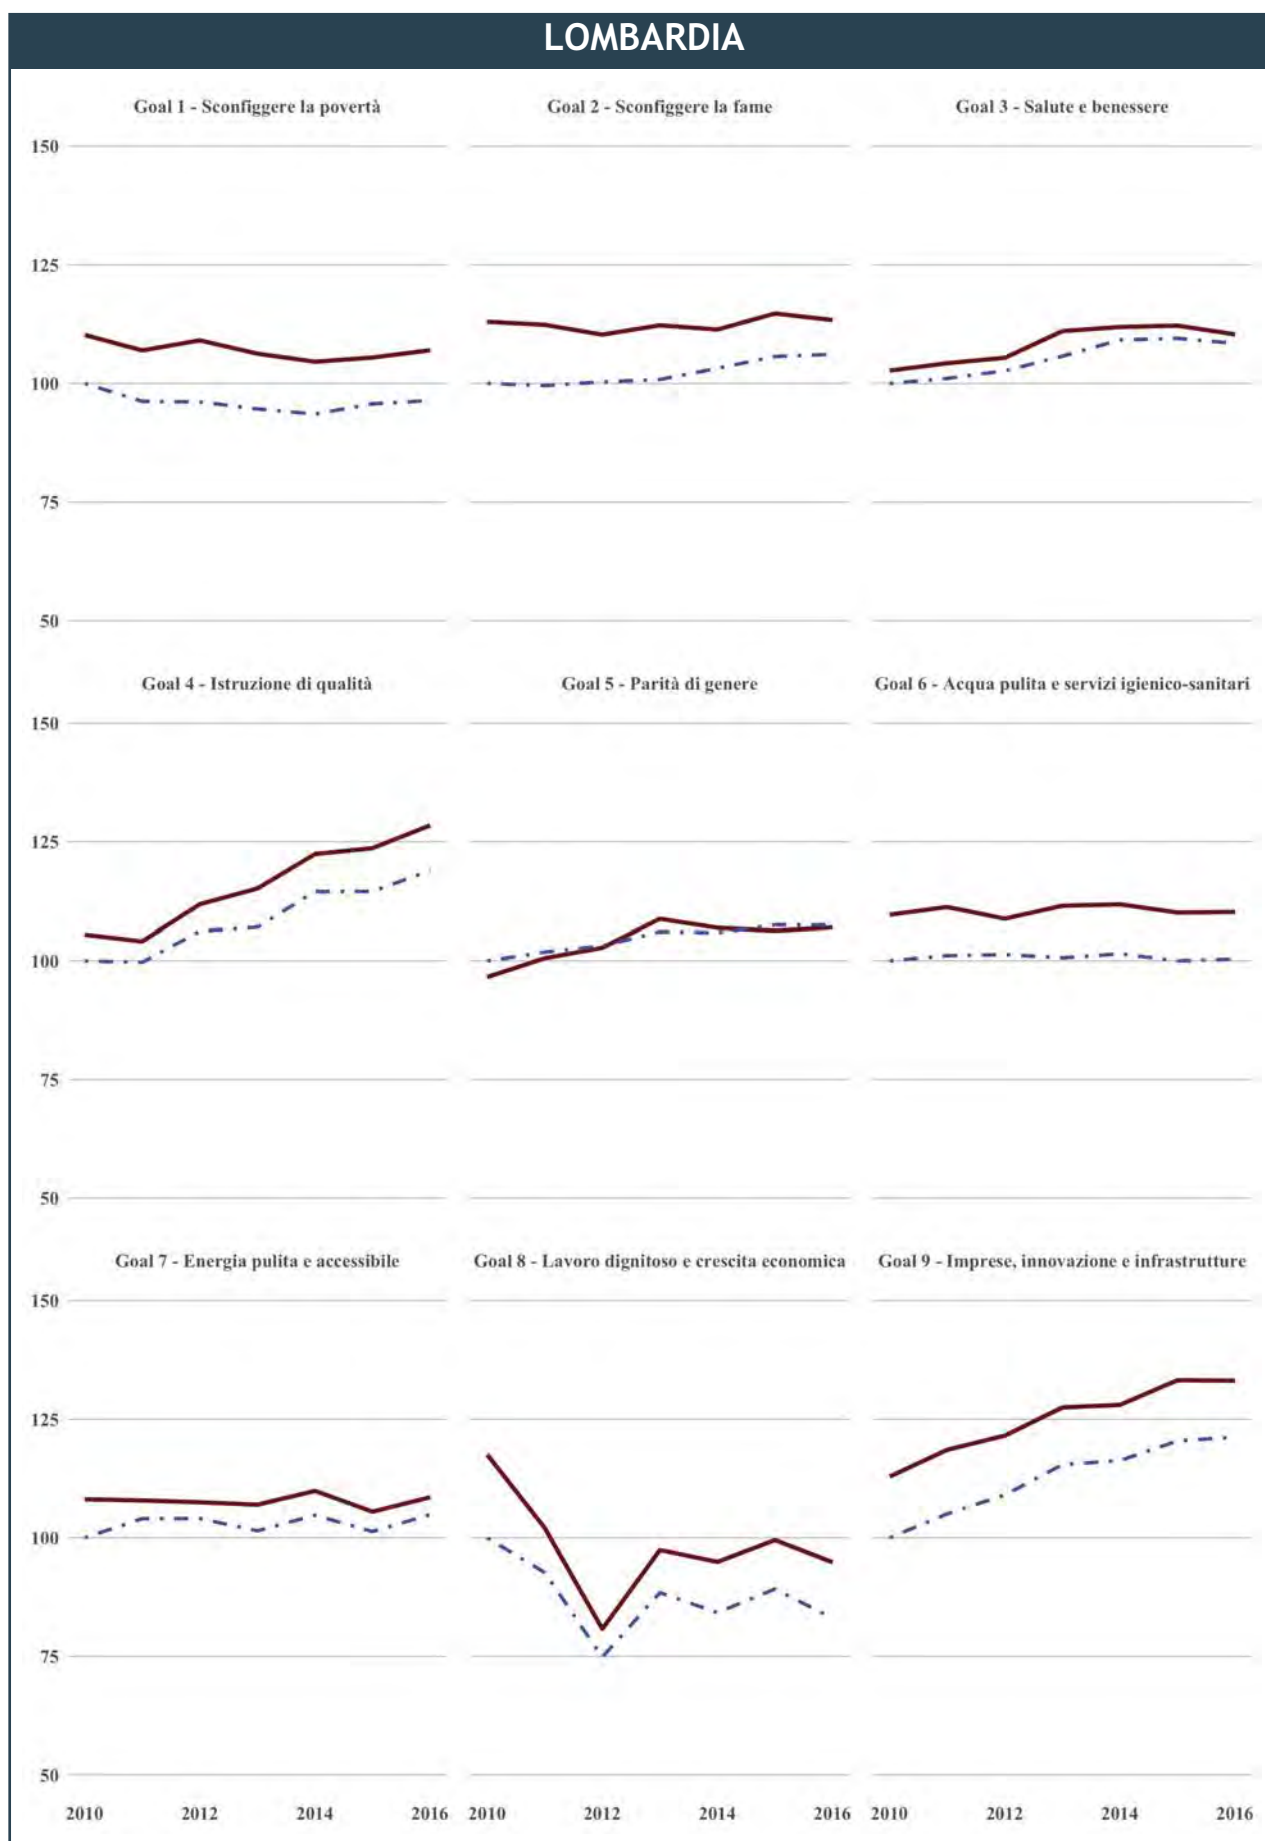 LOMBARDIA
Goal 1 - Sconfiggere la povertà
Goal 2 - Sconfiggere la fame
Goal 3 - Salute e benessere
150
125
100
75
50
Goal 4 - Istruzione di qualità
Goal 5 - Parità di genere
Goal 6 - Acqua pulita e servizi igienico-sanitari
150
125
100
75
50
Goal 7 - Energia pulita e accessibile
Goal 8 - Lavoro dignitoso e crescita economica
Goal 9 - Imprese, innovazione e infrastrutture
150
125
100
75
50
2010 2012 2014 2016 2010 2012 2014 2016 2010 2012 2014 2016